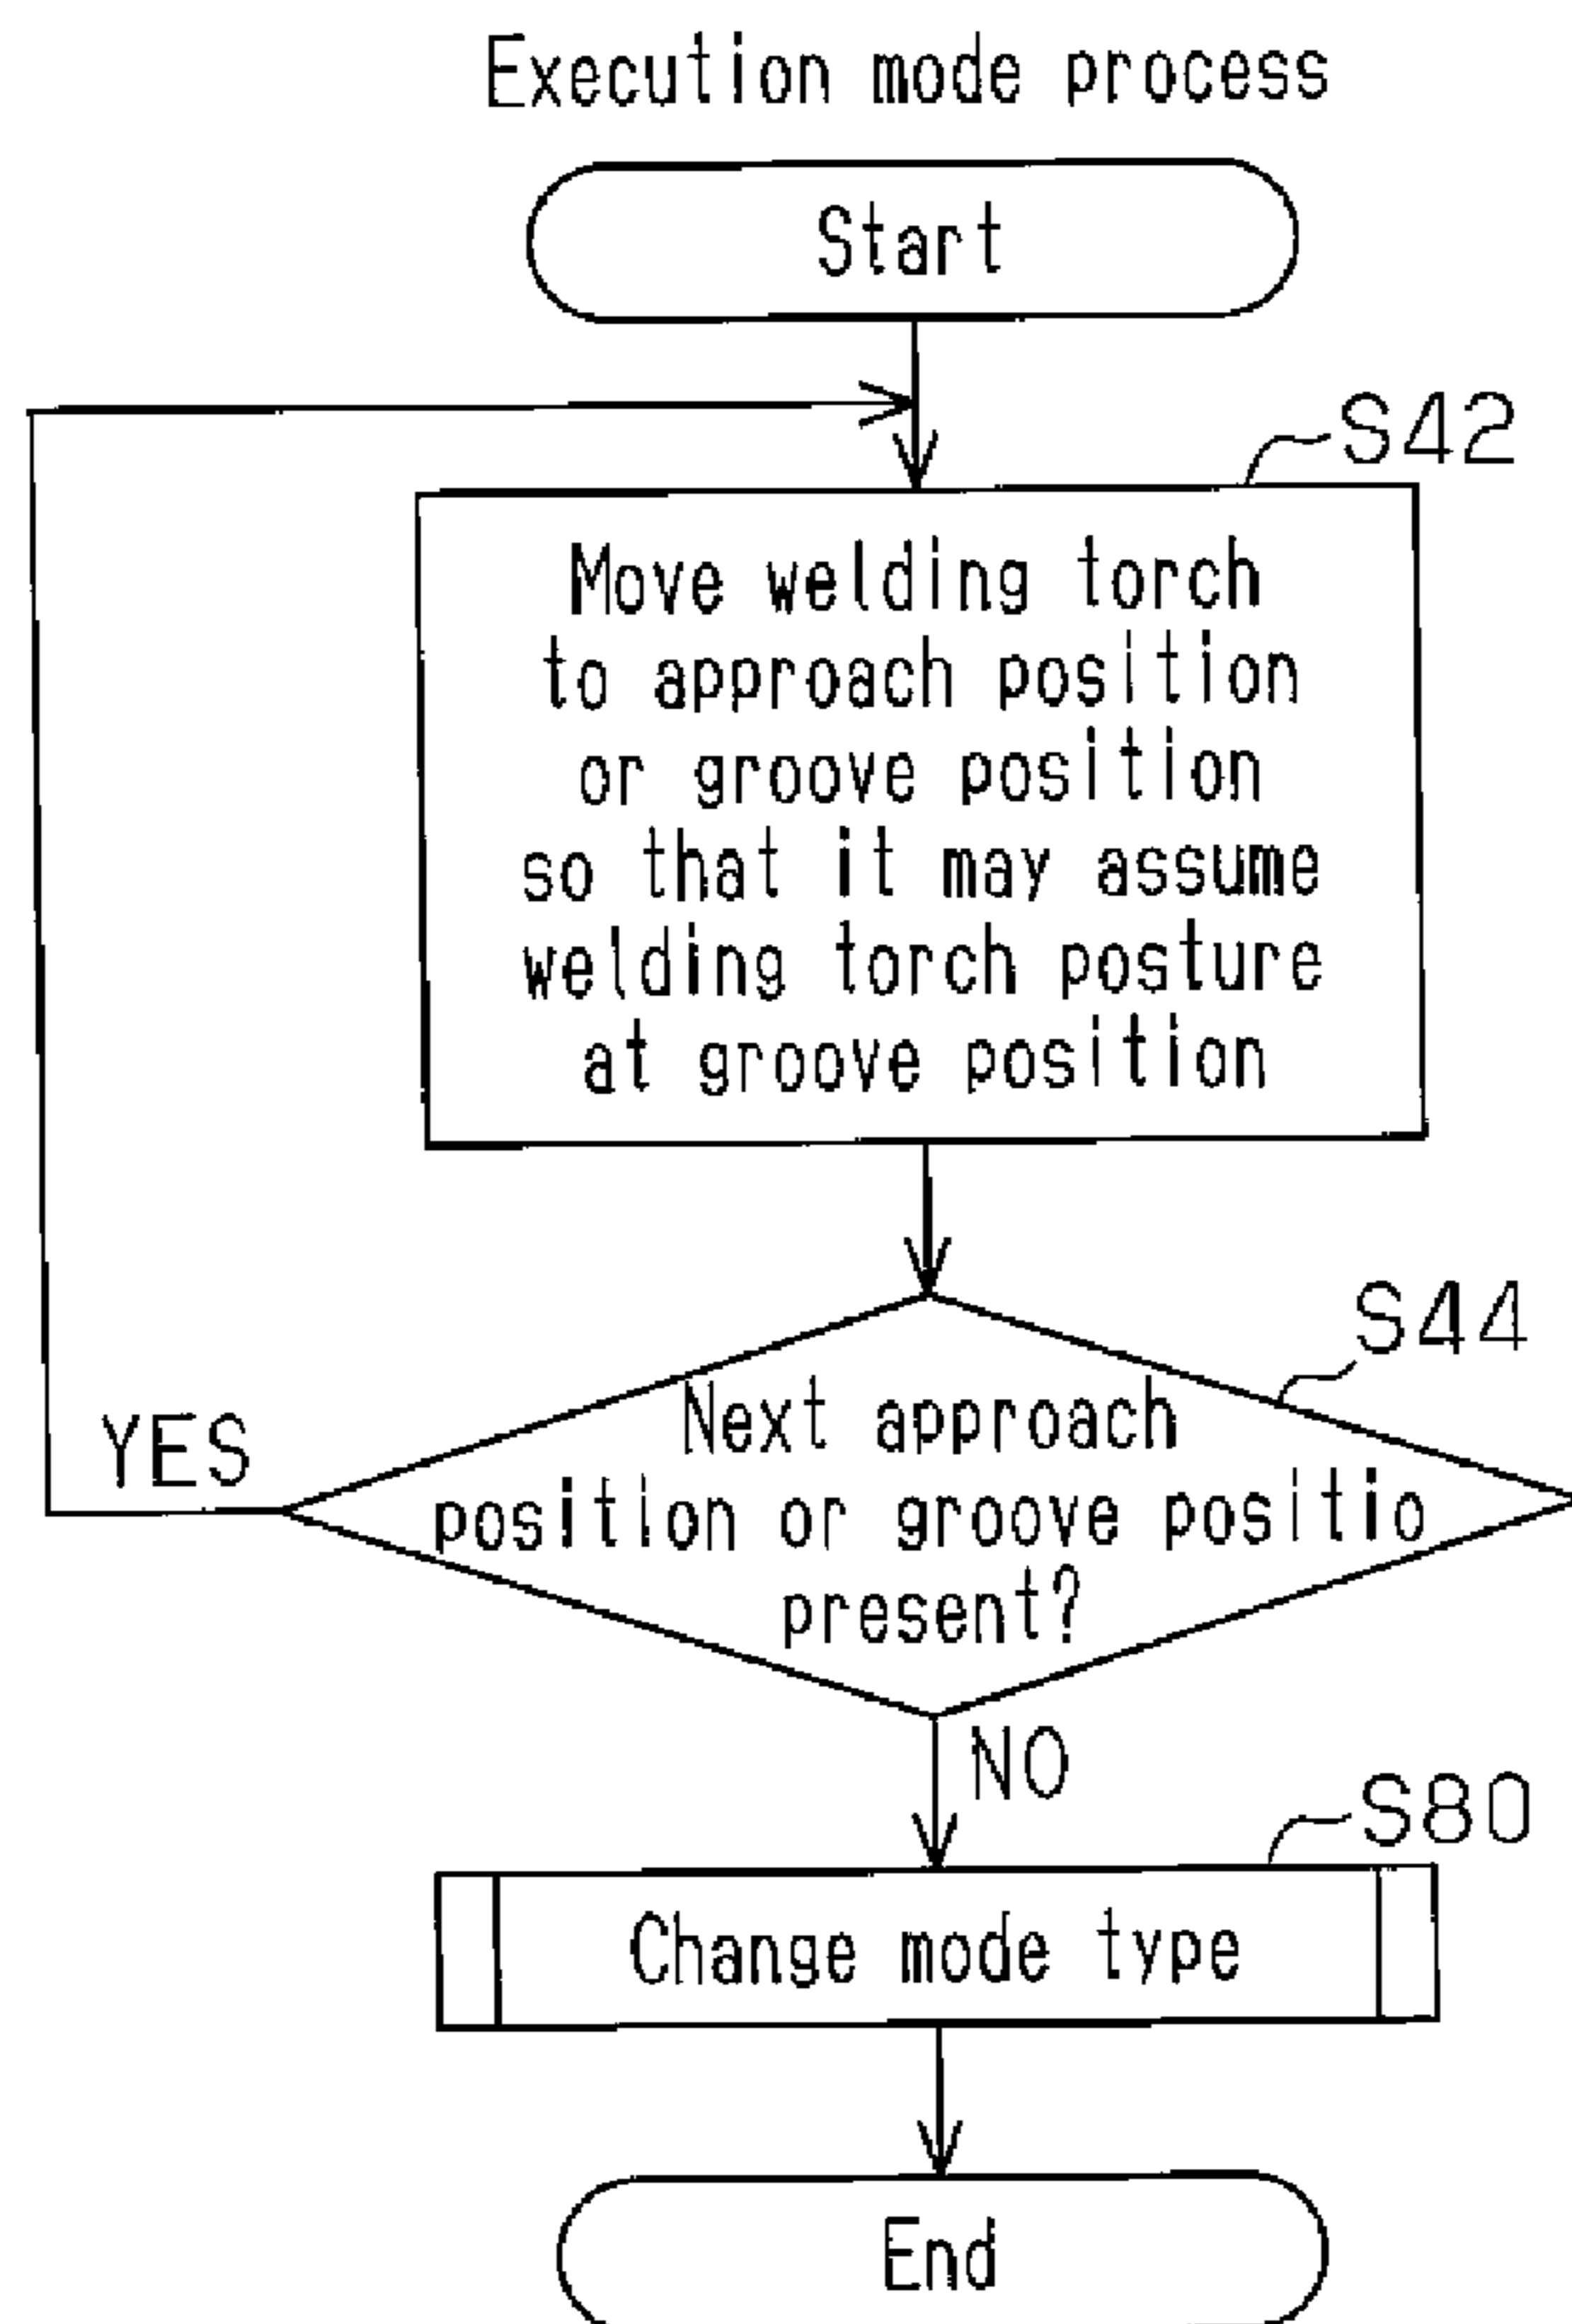 Execution mode process
Start
S42
Move welding torch
to approach position
or groove position
so that it may assume
welding torch posture
at groove position
S44
Next approach
position or groove positio
present?
YES
NO
S80
Change mode type
End